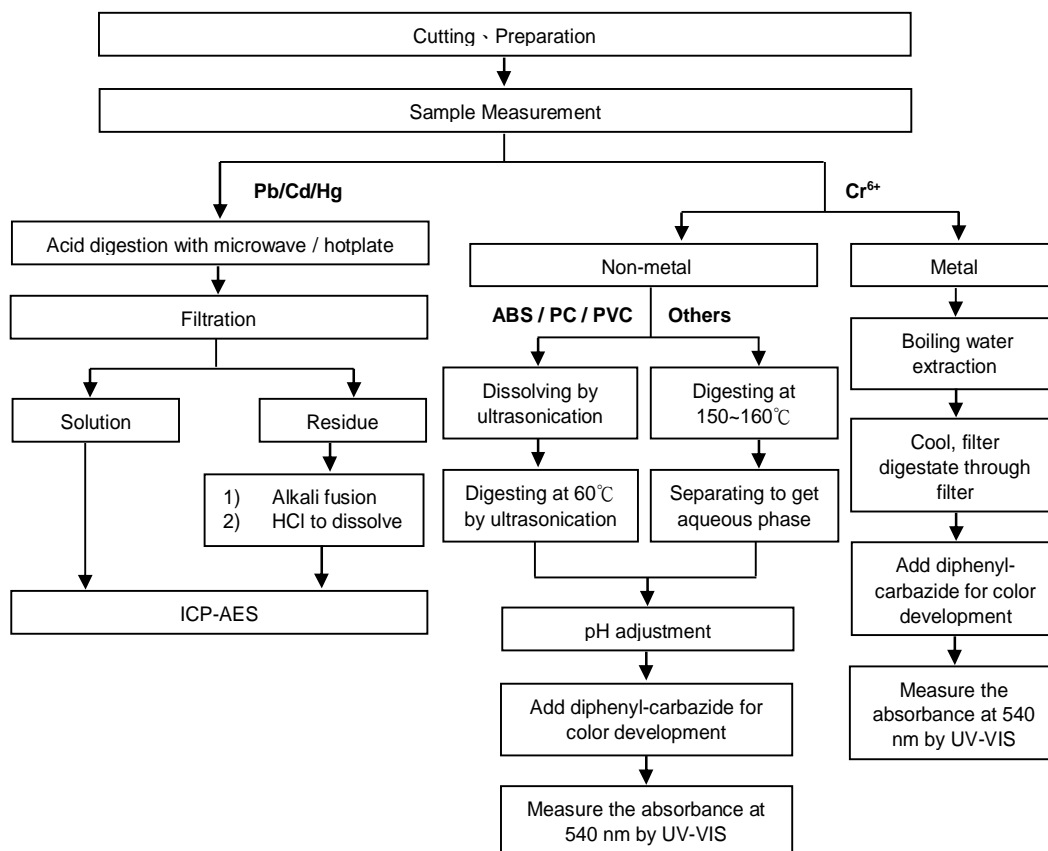 Cutting、Preparation
Sample Measurement
Pb/Cd/Hg
Cr⁶⁺
Acid digestion with microwave / hotplate
Filtration
Solution
Residue
1) Alkali fusion
2) HCl to dissolve
ICP-AES
Non-metal
ABS / PC / PVC
Others
Dissolving by
ultrasonication
Digesting at
150~160℃
Digesting at 60℃
by ultrasonication
Separating to get
aqueous phase
pH adjustment
Add diphenyl-carbazide for
color development
Measure the absorbance at
540 nm by UV-VIS
Metal
Boiling water
extraction
Cool, filter
digestate through
filter
Add diphenyl-
carbazide for color
development
Measure the
absorbance at 540
nm by UV-VIS